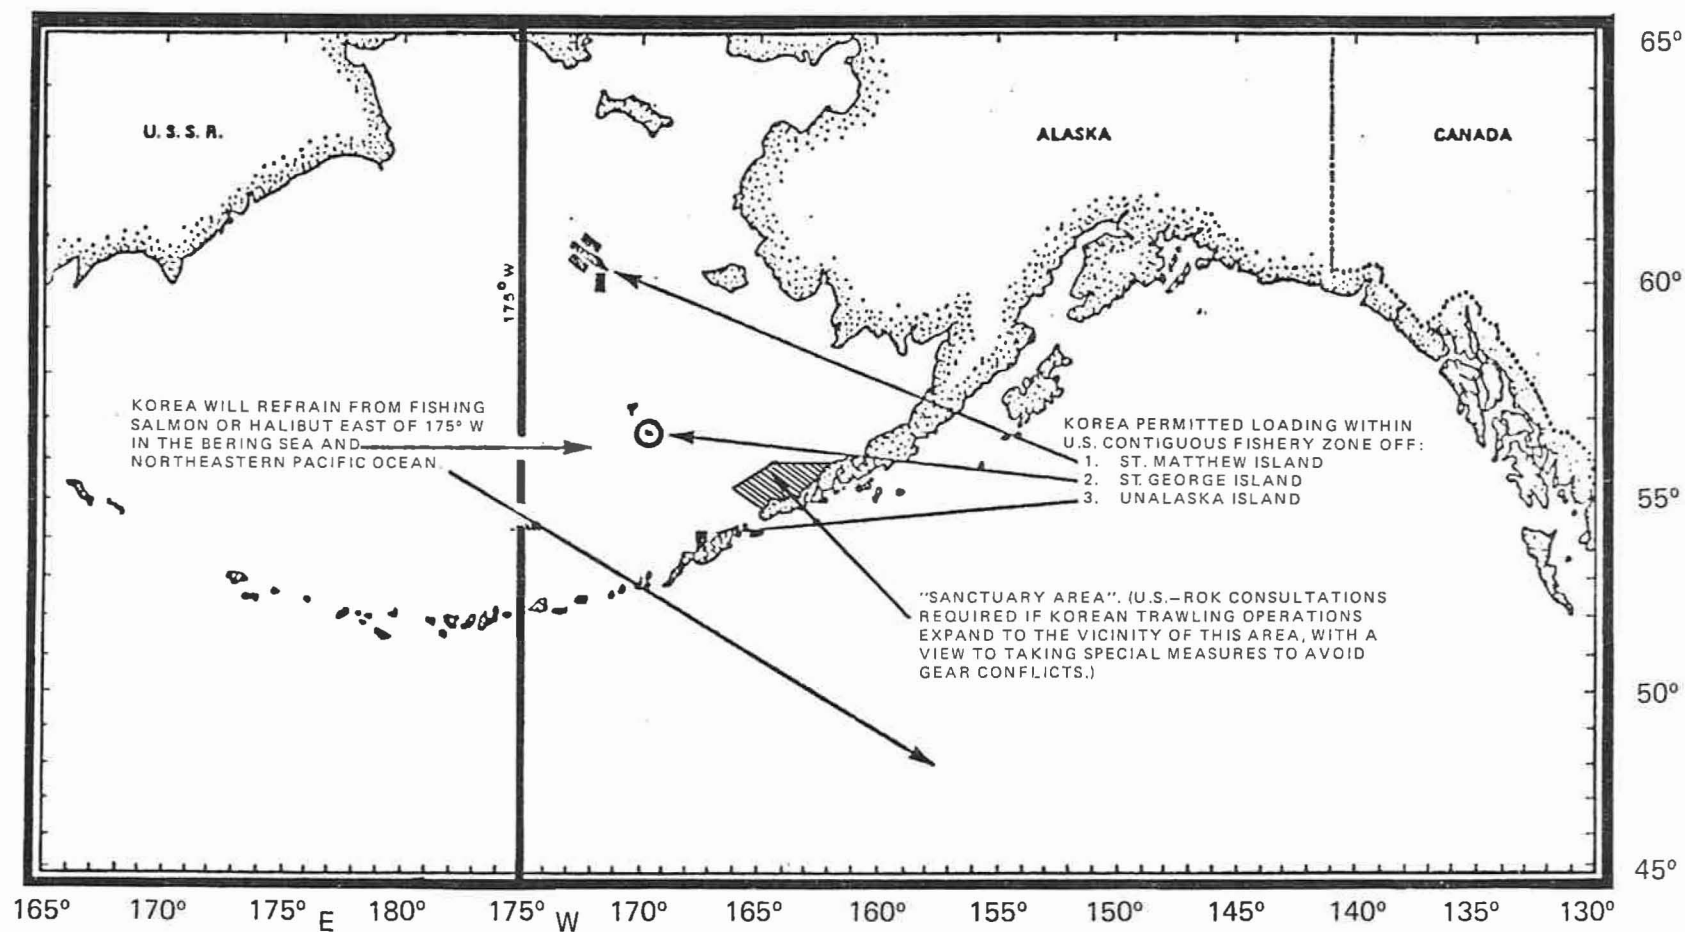 65°
U.S.S.R.
ALASKA
CANADA
60°
175°W
KOREA WILL REFRAIN FROM FISHING
SALMON OR HALIBUT EAST OF 175° W
IN THE BERING SEA AND
NORTHEASTERN PACIFIC OCEAN
KOREA PERMITTED LOADING WITHIN
U.S. CONTIGUOUS FISHERY ZONE OFF:
1. ST. MATTHEW ISLAND
2. ST. GEORGE ISLAND
3. UNALASKA ISLAND
55°
"SANCTUARY AREA". (U.S.–ROK CONSULTATIONS
REQUIRED IF KOREAN TRAWLING OPERATIONS
EXPAND TO THE VICINITY OF THIS AREA, WITH A
VIEW TO TAKING SPECIAL MEASURES TO AVOID
GEAR CONFLICTS.)
50°
45°
165° 170° 175° E 180° 175° W 170° 165° 160° 155° 150° 145° 140° 135° 130°